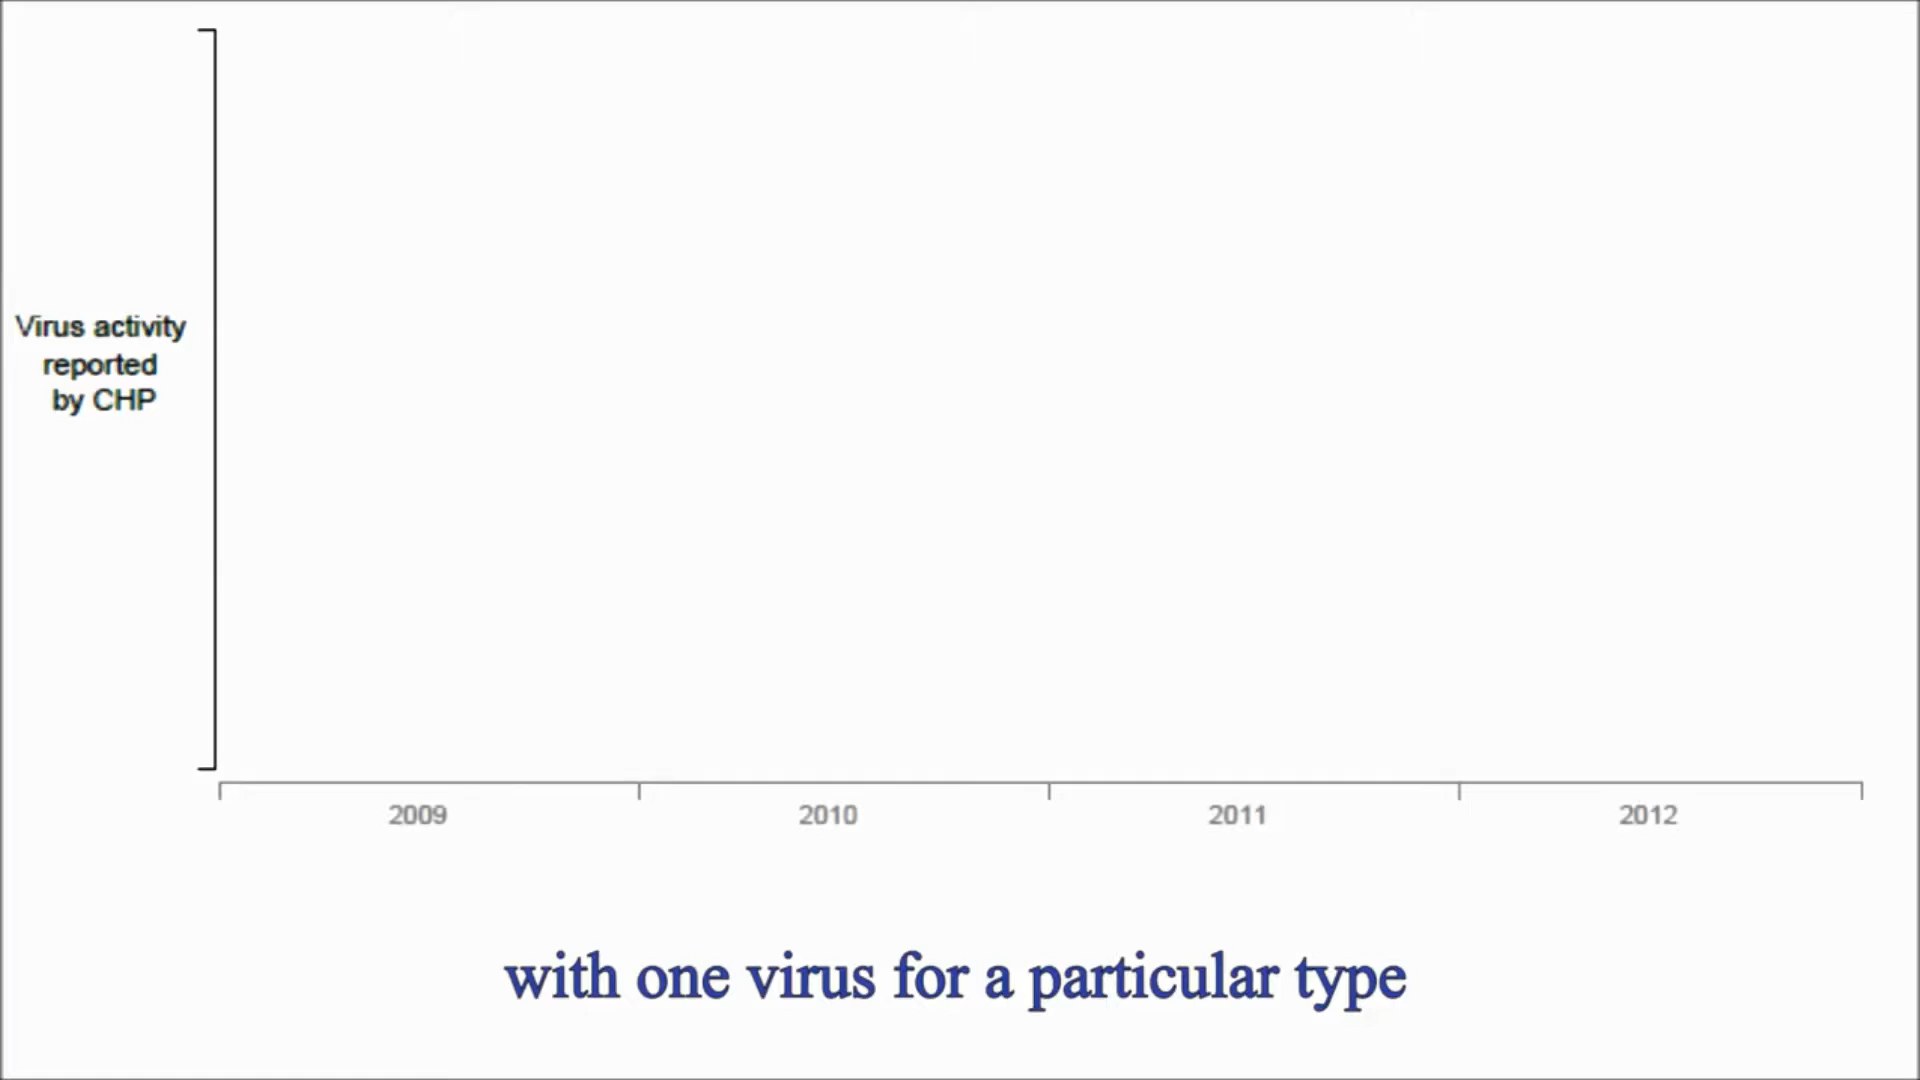 Virus activity
reported
by CHP
2009 2010 2011 2012
with one virus for a particular type